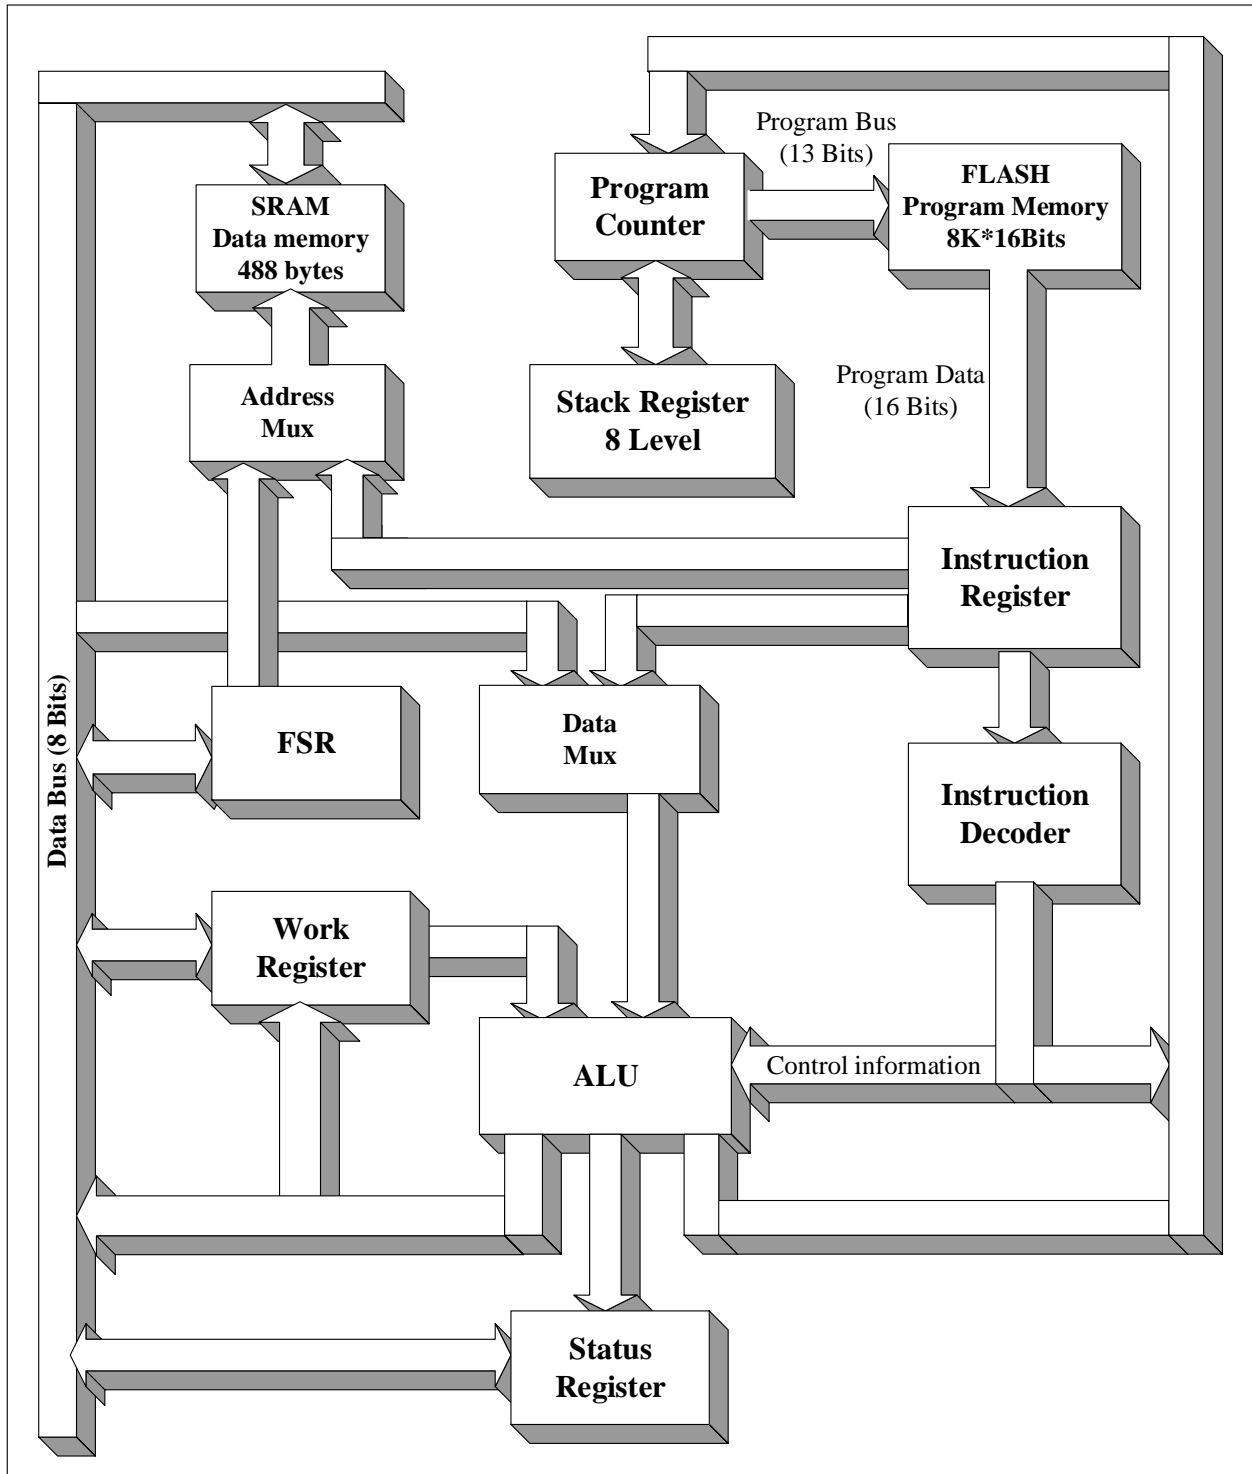 Program Bus
(13 Bits)
SRAM
Data memory
488 bytes
Program
Counter
FLASH
Program Memory
8K*16Bits
Address
Mux
Stack Register
8 Level
Program Data
(16 Bits)
Instruction
Register
Data Bus (8 Bits)
FSR
Data
Mux
Instruction
Decoder
Work
Register
ALU
Control information
Status
Register